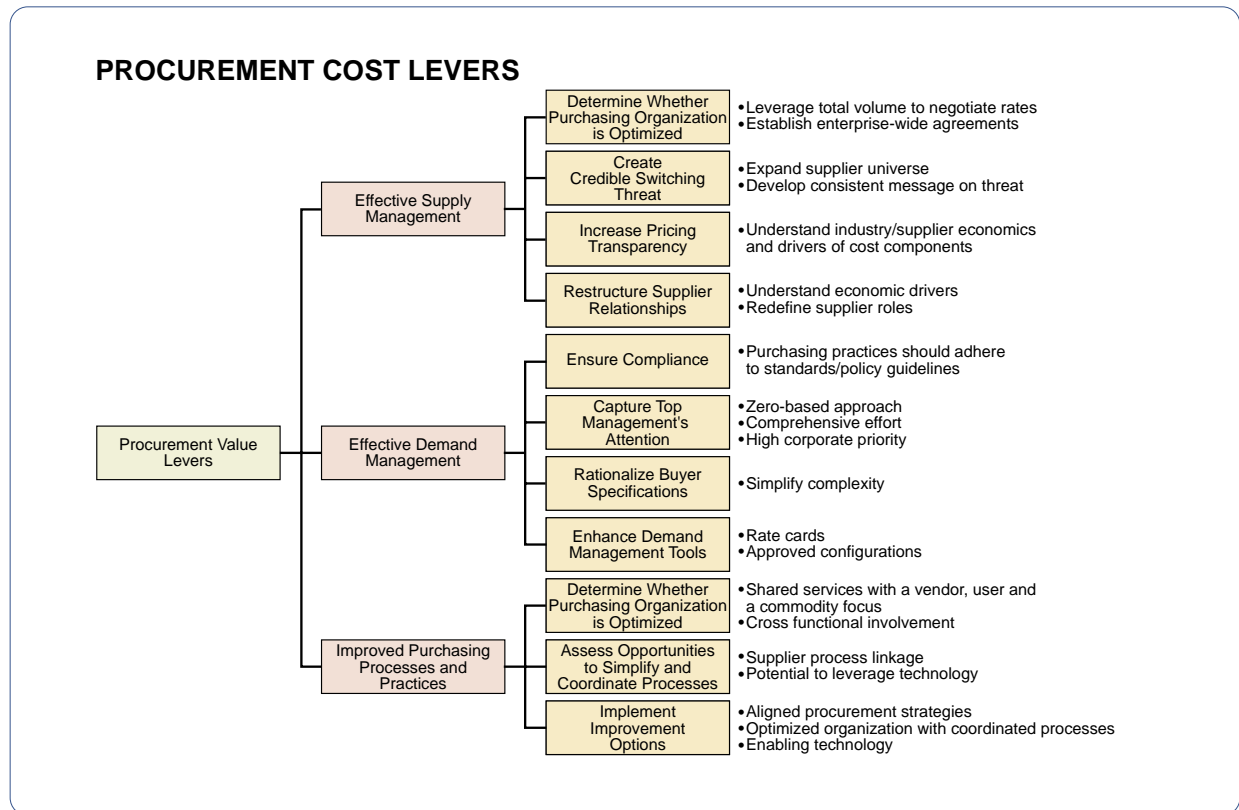 PROCUREMENT COST LEVERS
Determine Whether
Purchasing Organization
is Optimized
•Leverage total volume to negotiate rates
•Establish enterprise-wide agreements
Create
Credible Switching
Threat
•Expand supplier universe
•Develop consistent message on threat
Effective Supply
Management
Increase Pricing
Transparency
•Understand industry/supplier economics
and drivers of cost components
Restructure Supplier
Relationships
•Understand economic drivers
•Redefine supplier roles
Ensure Compliance
•Purchasing practices should adhere
to standards/policy guidelines
Capture Top
Management's
Attention
•Zero-based approach
•Comprehensive effort
•High corporate priority
Procurement Value
Levers
Effective Demand
Management
Rationalize Buyer
Specifications
•Simplify complexity
Enhance Demand
Management Tools
•Rate cards
•Approved configurations
Determine Whether
Purchasing Organization
is Optimized
•Shared services with a vendor, user and
a commodity focus
•Cross functional involvement
Improved Purchasing
Processes and
Practices
Assess Opportunities
to Simplify and
Coordinate Processes
•Supplier process linkage
•Potential to leverage technology
Implement
Improvement
Options
•Aligned procurement strategies
•Optimized organization with coordinated processes
•Enabling technology